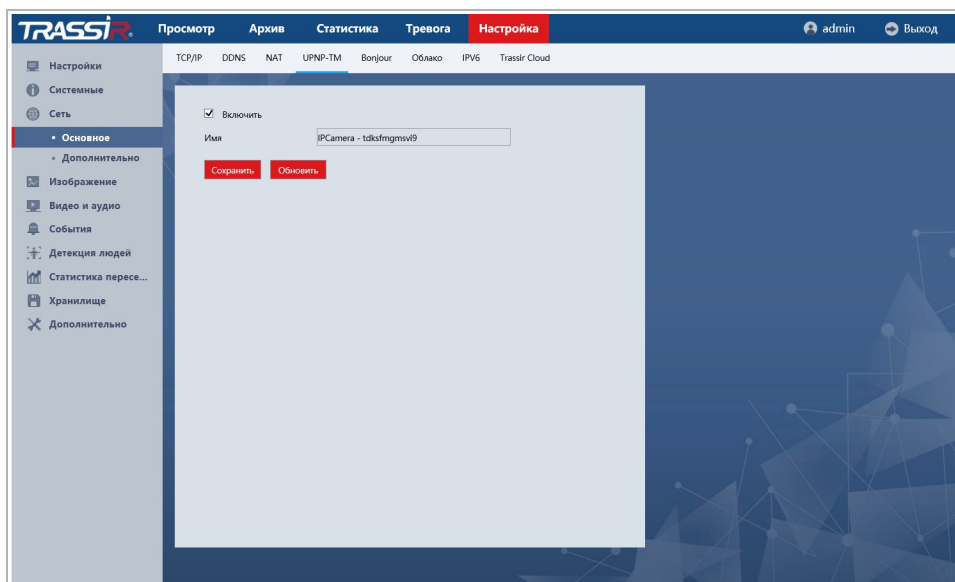 TRASSIR Просмотр Архив Статистика Тревога Настройка admin Выход
TCP/IP DDNS NAT UPNP-TM Bonjour Облако IPV6 Trassir Cloud
Настройки
Системные
Сеть
Основное
Дополнительно
Изображение
Видео и аудио
События
Детекция людей
Статистика пересе...
Хранилище
Дополнительно
Включить
Имя IPCamera - tdksfmgmsvi9
Сохранить Обновить